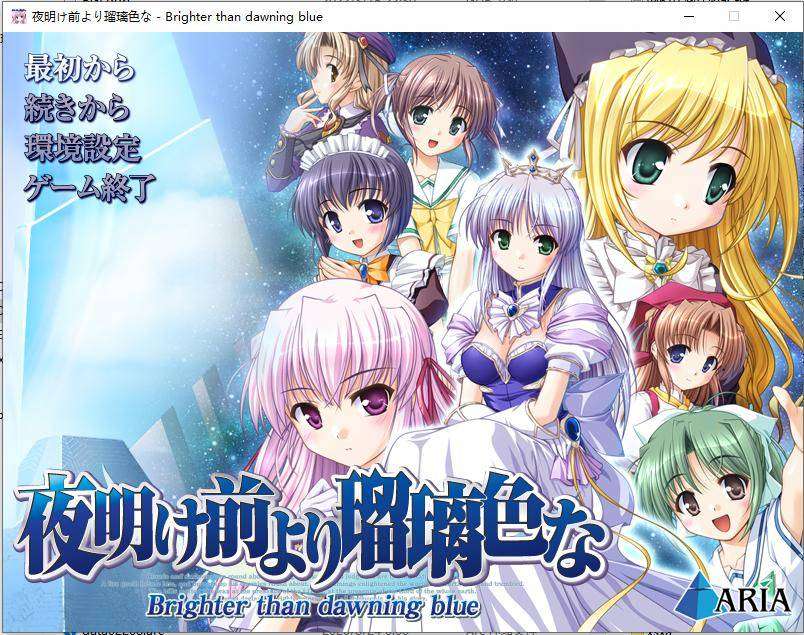 夜明け前より瑠璃色な - Brighter than dawning blue
最初から
続きから
環境設定
ゲーム終了
夜明け前より瑠璃色な
Brighter than dawning blue
ARIA